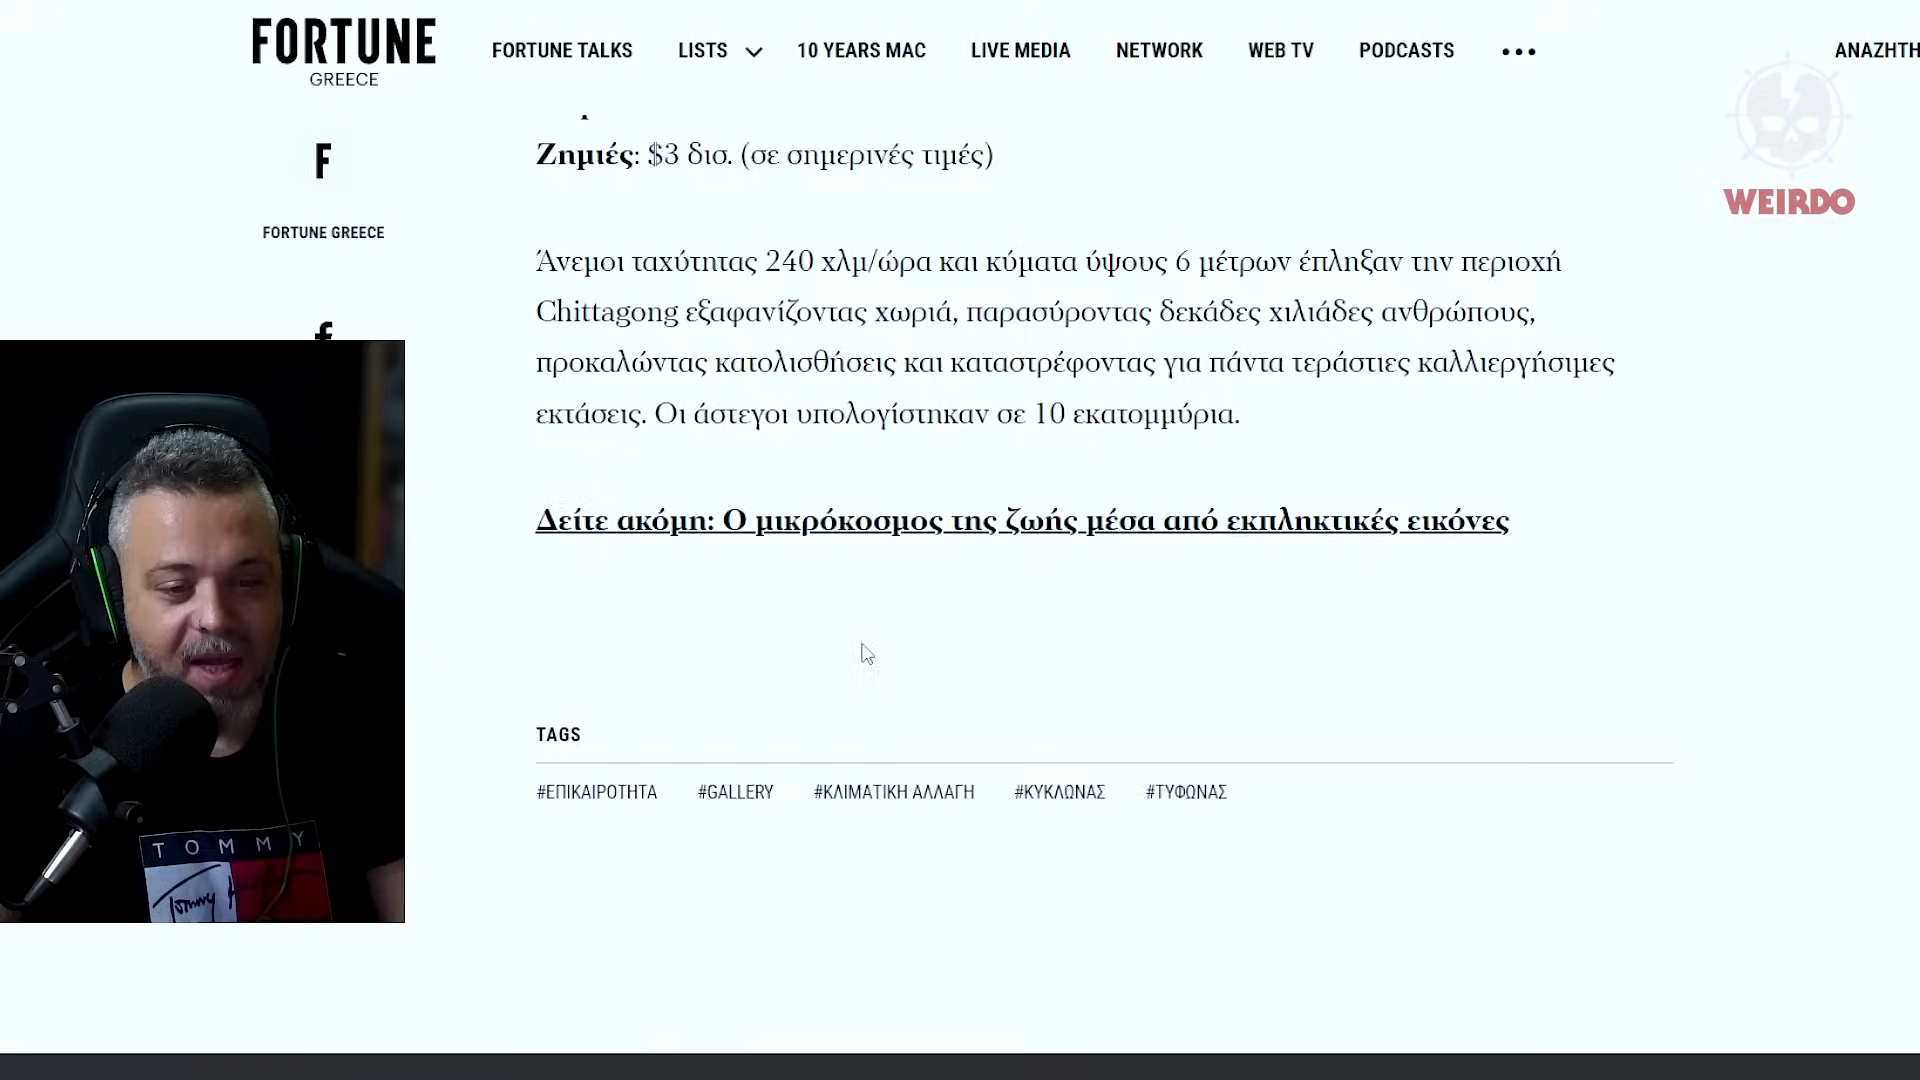 FORTUNE
GREECE
FORTUNE TALKS
LISTS
10 YEARS MAC
LIVE MEDIA
NETWORK
WEB TV
PODCASTS
WEIRDO
F
FORTUNE GREECE
Ζημιές: $3 δισ. (σε σημερινές τιμές)
Άνεμοι ταχύτητας 240 χλμ/ώρα και κύματα ύψους 6 μέτρων έπληξαν την περιοχή
Chittagong εξαφανίζοντας χωριά, παρασύροντας δεκάδες χιλιάδες ανθρώπους,
προκαλώντας κατολισθήσεις και καταστρέφοντας για πάντα τεράστιες καλλιεργήσιμες
εκτάσεις. Οι άστεγοι υπολογίστηκαν σε 10 εκατομμύρια.
Δείτε ακόμη: Ο μικρόκοσμος της ζωής μέσα από εκπληκτικές εικόνες
TAGS
#ΕΠΙΚΑΙΡΟΤΗΤΑ #GALLERY #ΚΛΙΜΑΤΙΚΗ ΑΛΛΑΓΗ #ΚΥΚΛΩΝΑΣ #ΤΥΦΩΝΑΣ
TOMMY
Tommy